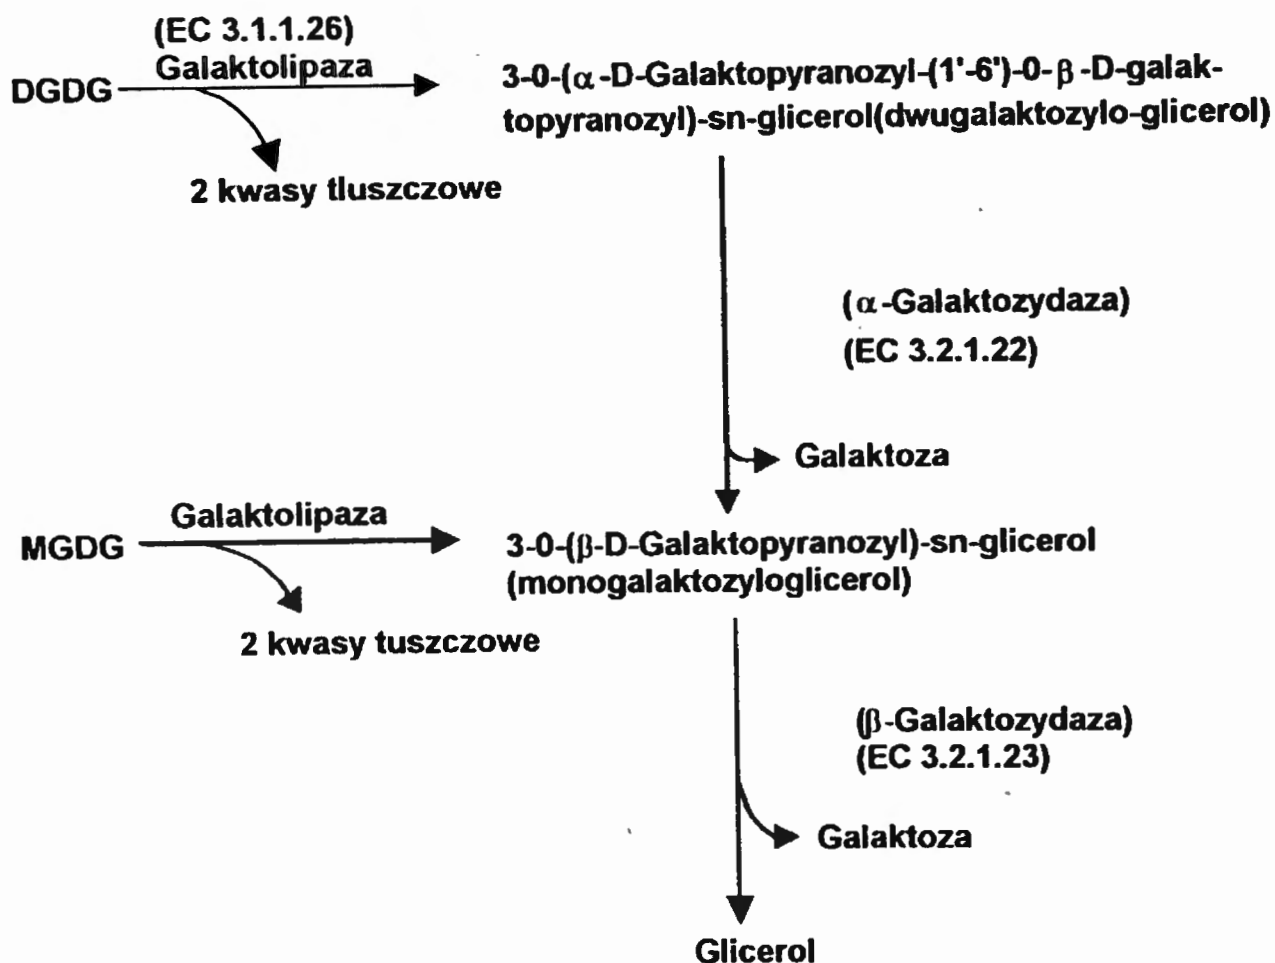 (EC 3.1.1.26)
Galaktolipaza
DGDG
3-0-(α-D-Galaktopyranozyl-(1'-6')-0-β-D-galak-
topyranozyl)-sn-glicerol(dwugalaktozylo-glicerol)
2 kwasy tluszczowe
(α-Galaktozydaza)
(EC 3.2.1.22)
Galaktoza
Galaktolipaza
MGDG
3-0-(β-D-Galaktopyranozyl)-sn-glicerol
(monogalaktozyloglicerol)
2 kwasy tuszczowe
(β-Galaktozydaza)
(EC 3.2.1.23)
Galaktoza
Glicerol